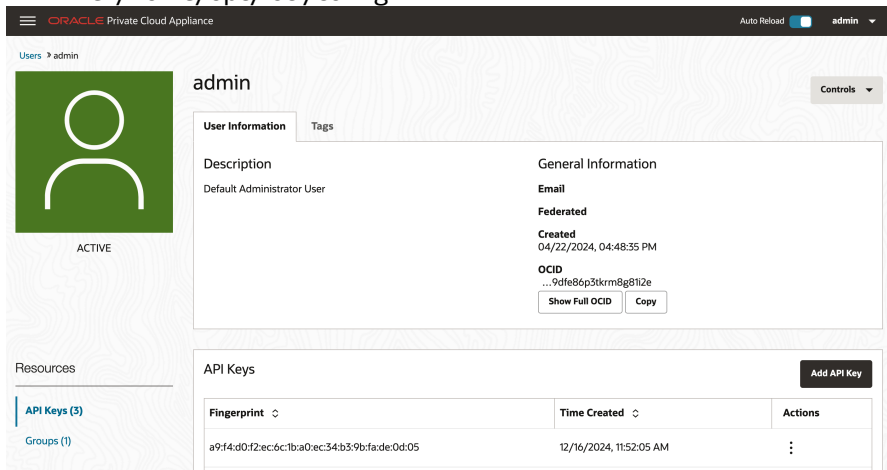 ORACLE Private Cloud Appliance
Auto Reload
admin
Users
admin
ACTIVE
admin
Controls
User Information
Tags
Description
Default Administrator User
General Information
Email
Federated
Created
04/22/2024, 04:48:35 PM
OCID
...9dfe86p3tkrm8g81i2e
Show Full OCID
Copy
Resources
API Keys (3)
Groups (1)
API Keys
Add API Key
Fingerprint
Time Created
Actions
a9:f4:d0:f2:ec:6c:1b:a0:ec:34:b3:9b:fa:de:0d:05
12/16/2024, 11:52:05 AM